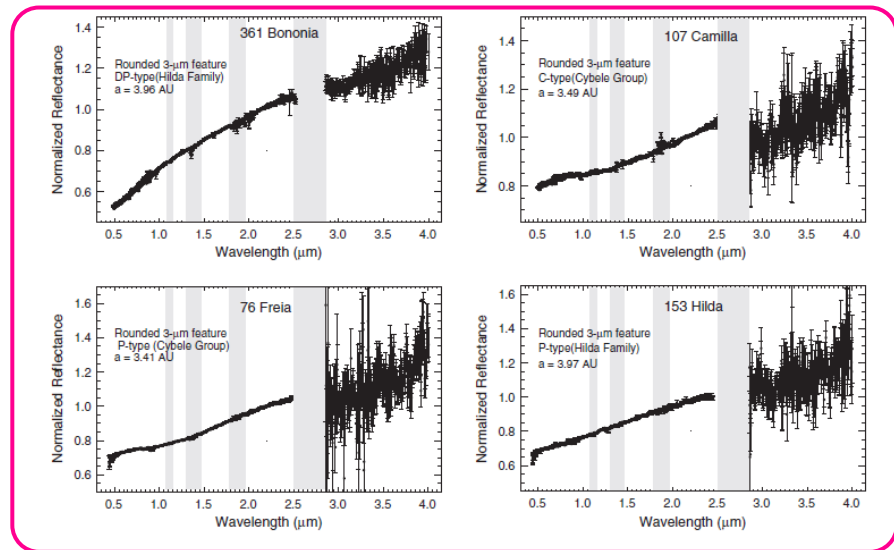 361 Bononia
Rounded 3-μm feature
DP-type(Hilda Family)
a = 3.96 AU
Normalized Reflectance
1.4
1.2
1.0
0.8
0.6
0.5 1.0 1.5 2.0 2.5 3.0 3.5 4.0
Wavelength (μm)
107 Camilla
Rounded 3-μm feature
C-type(Cybele Group)
a = 3.49 AU
Normalized Reflectance
1.4
1.2
1.0
0.8
0.5 1.0 1.5 2.0 2.5 3.0 3.5 4.0
Wavelength (μm)
76 Freia
Rounded 3-μm feature
P-type (Cybele Group)
a = 3.41 AU
Normalized Reflectance
1.6
1.4
1.2
1.0
0.8
0.6
0.5 1.0 1.5 2.0 2.5 3.0 3.5 4.0
Wavelength (μm)
153 Hilda
Rounded 3-μm feature
P-type(Hilda Family)
a = 3.97 AU
Normalized Reflectance
1.6
1.4
1.2
1.0
0.8
0.6
0.5 1.0 1.5 2.0 2.5 3.0 3.5 4.0
Wavelength (μm)